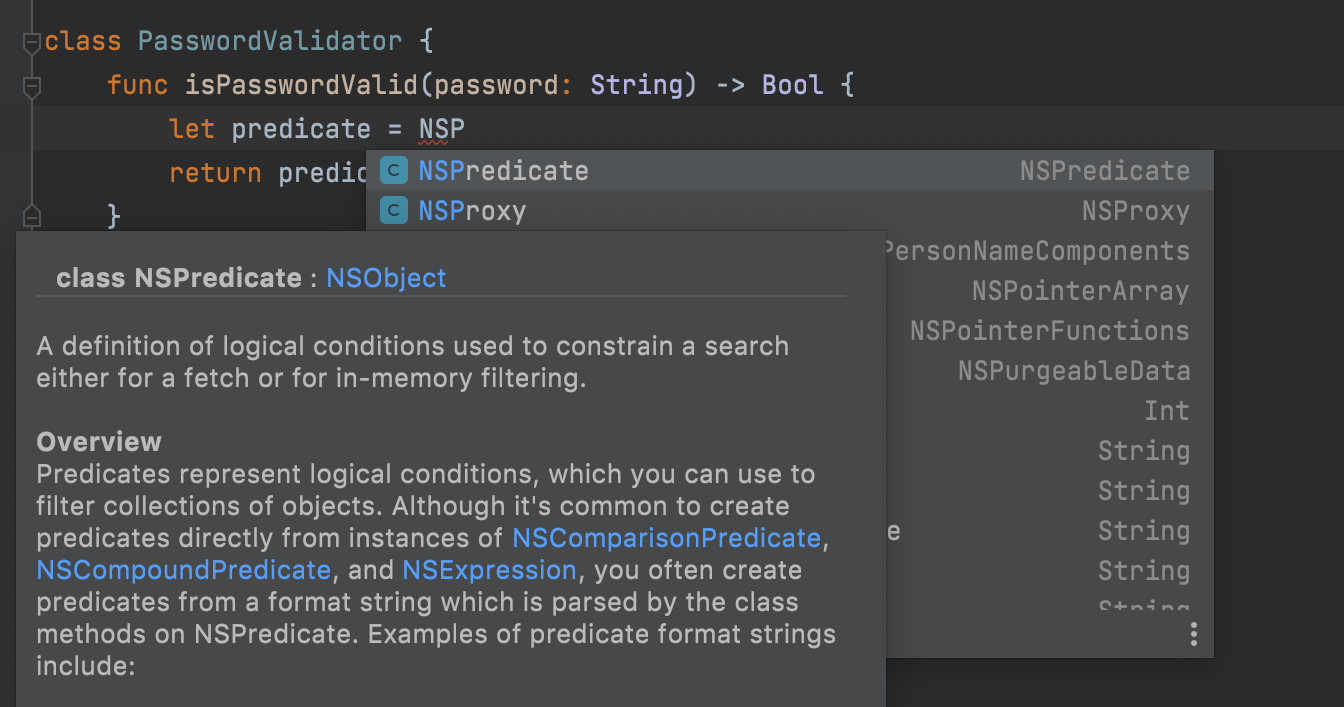 class PasswordValidator {
func isPasswordValid(password: String) -> Bool {
let predicate = NSP
return predic
}
C NSPredicate NSPredicate
C NSProxy NSProxy
PersonNameComponents
NSPointerArray
NSPointerFunctions
NSPurgeableData
Int
String
String
e String
String
String
class NSPredicate : NSObject
A definition of logical conditions used to constrain a search
either for a fetch or for in-memory filtering.
Overview
Predicates represent logical conditions, which you can use to
filter collections of objects. Although it's common to create
predicates directly from instances of NSComparisonPredicate,
NSCompoundPredicate, and NSExpression, you often create
predicates from a format string which is parsed by the class
methods on NSPredicate. Examples of predicate format strings
include: